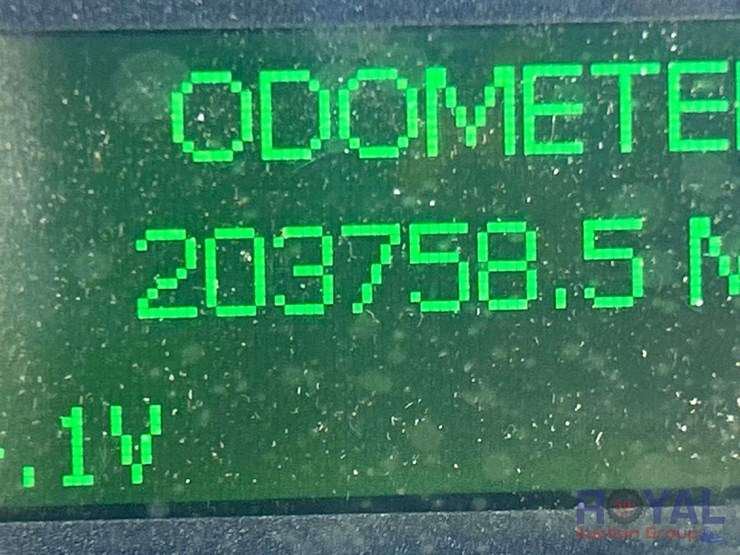 ODOMETE
203758.5 M
.1V
ROYAL
Auction Group